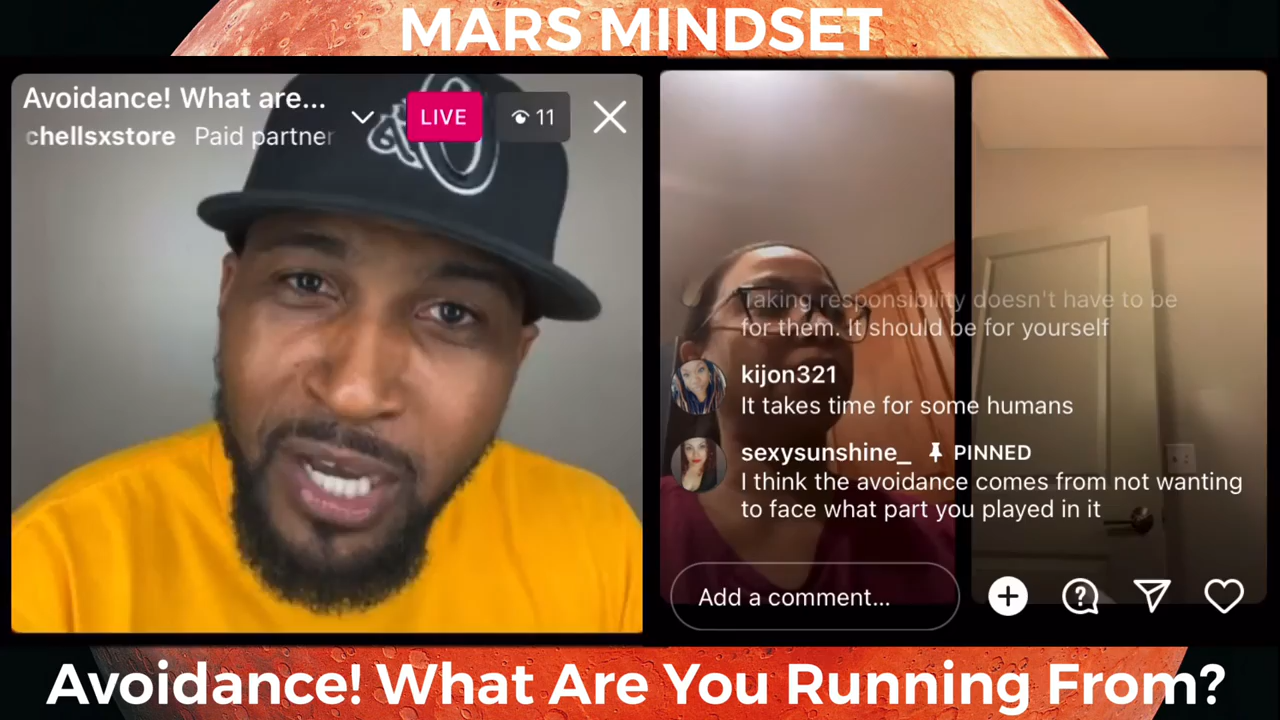 MARS MINDSET
Avoidance! What are...
chellsxstore Paid partner
LIVE
11
Taking responsibility doesn't have to be
for them. It should be for yourself
kijon321
It takes time for some humans
sexysunshine_ PINNED
I think the avoidance comes from not wanting
to face what part you played in it
Add a comment...
Avoidance! What Are You Running From?